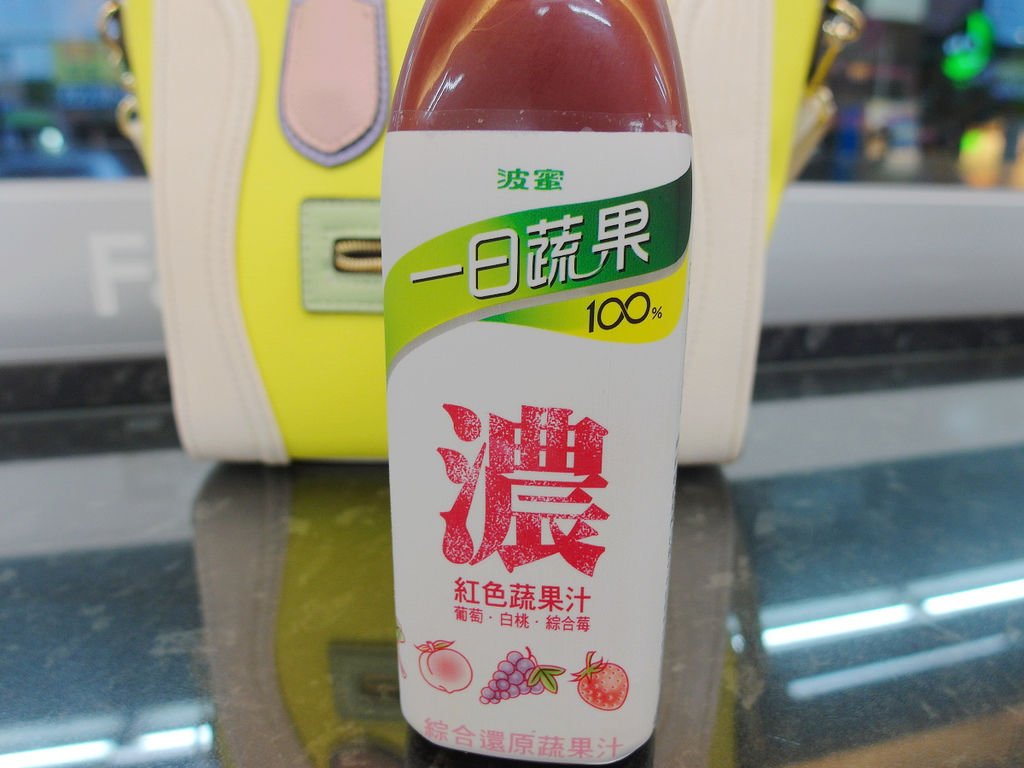 波蜜
一日蔬果
100%
濃
紅色蔬果汁
葡萄·白桃·綜合莓
綜合還原蔬果汁